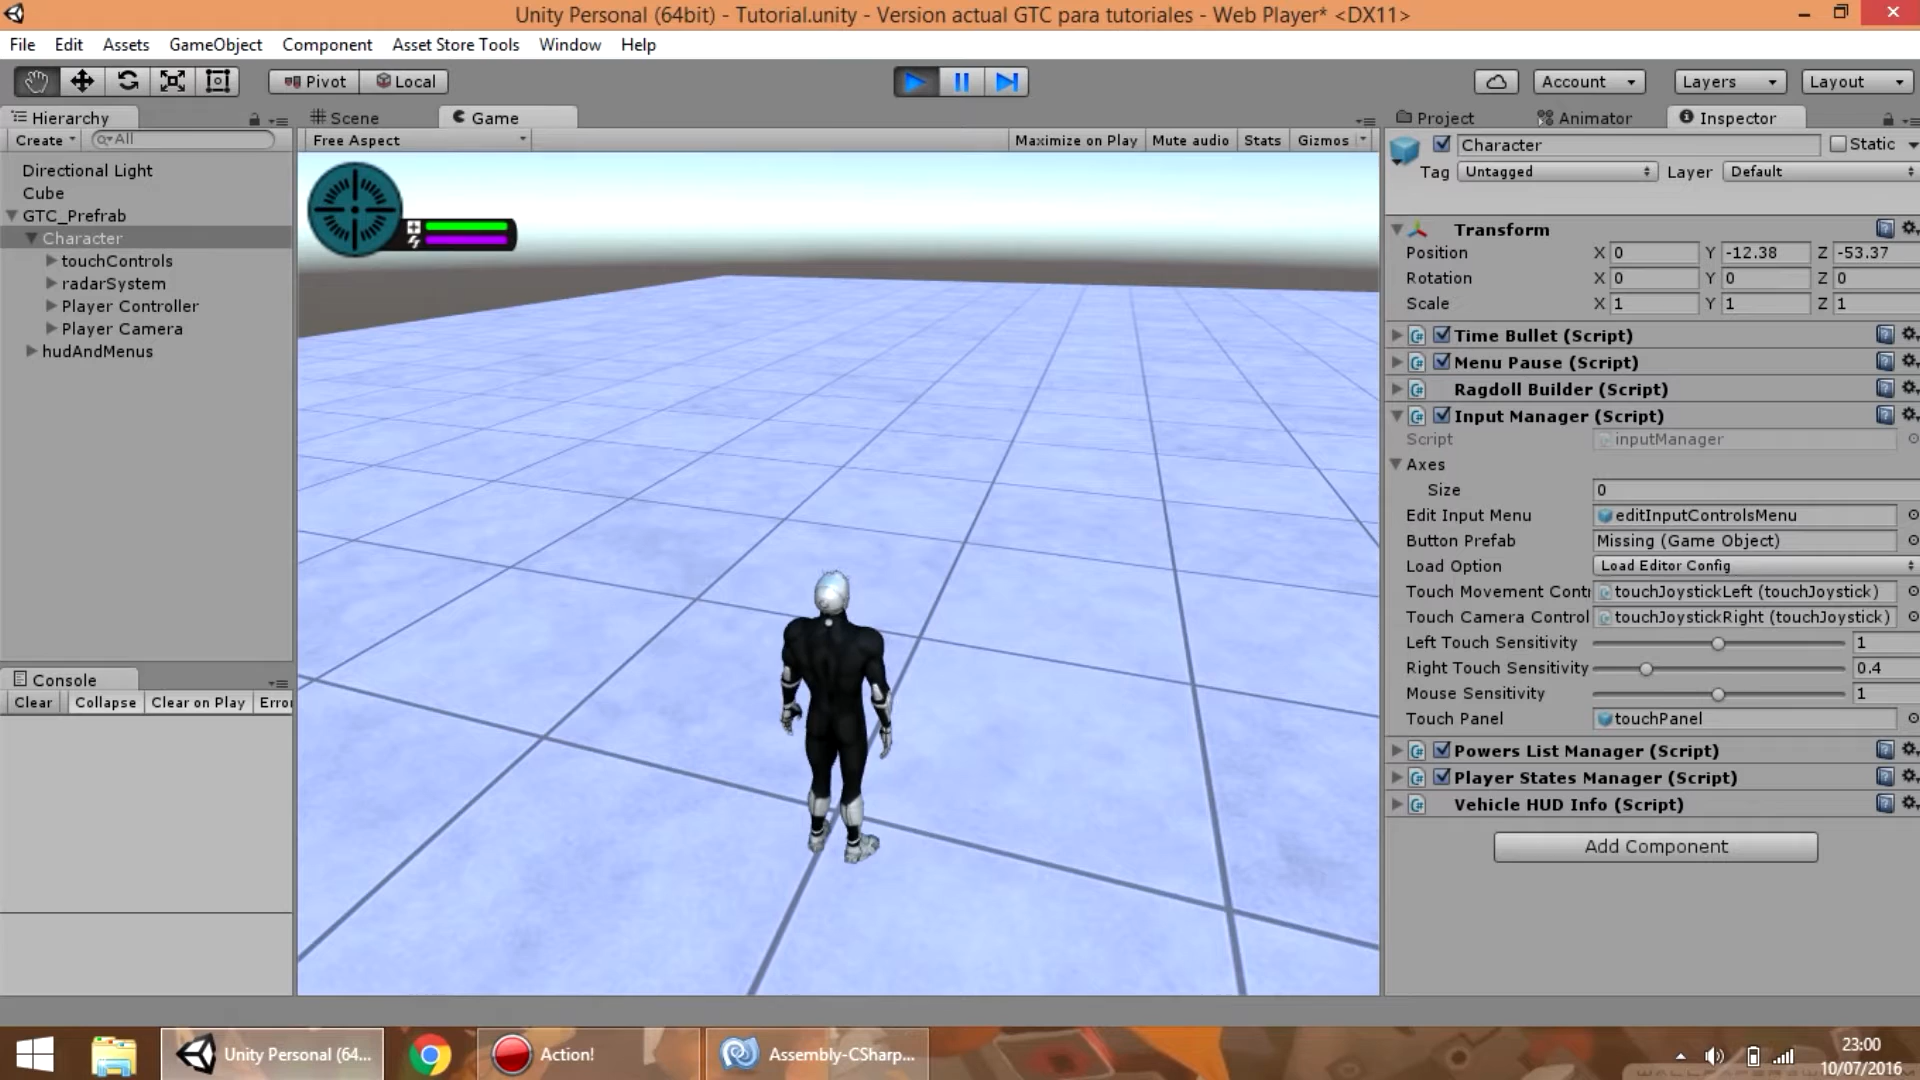 Unity Personal (64bit) - Tutorial.unity - Version actual GTC para tutoriales - Web Player* <DX11>
File Edit Assets GameObject Component Asset Store Tools Window Help
Pivot Local Account Layers Layout
Hierarchy
Create All
Directional Light
Cube
GTC_Prefrab
Character
touchControls
radarSystem
Player Controller
Player Camera
hudAndMenus
Console
Clear Collapse Clear on Play Erro
Scene Game
Free Aspect Maximize on Play Mute audio Stats Gizmos
Project Animator Inspector
Character Static
Tag Untagged Layer Default
Transform
Position X 0 Y -12.38 Z -53.37
Rotation X 0 Y 0 Z 0
Scale X 1 Y 1 Z 1
Time Bullet (Script)
Menu Pause (Script)
Ragdoll Builder (Script)
Input Manager (Script)
Script inputManager
Axes
Size 0
Edit Input Menu editInputControlsMenu
Button Prefab Missing (Game Object)
Load Option Load Editor Config
Touch Movement Contr touchJoystickLeft (touchJoystick)
Touch Camera Control touchJoystickRight (touchJoystick)
Left Touch Sensitivity 1
Right Touch Sensitivity 0.4
Mouse Sensitivity 1
Touch Panel touchPanel
Powers List Manager (Script)
Player States Manager (Script)
Vehicle HUD Info (Script)
Add Component
Unity Personal (64... Action! Assembly-CSharp...
23:00
10/07/2016